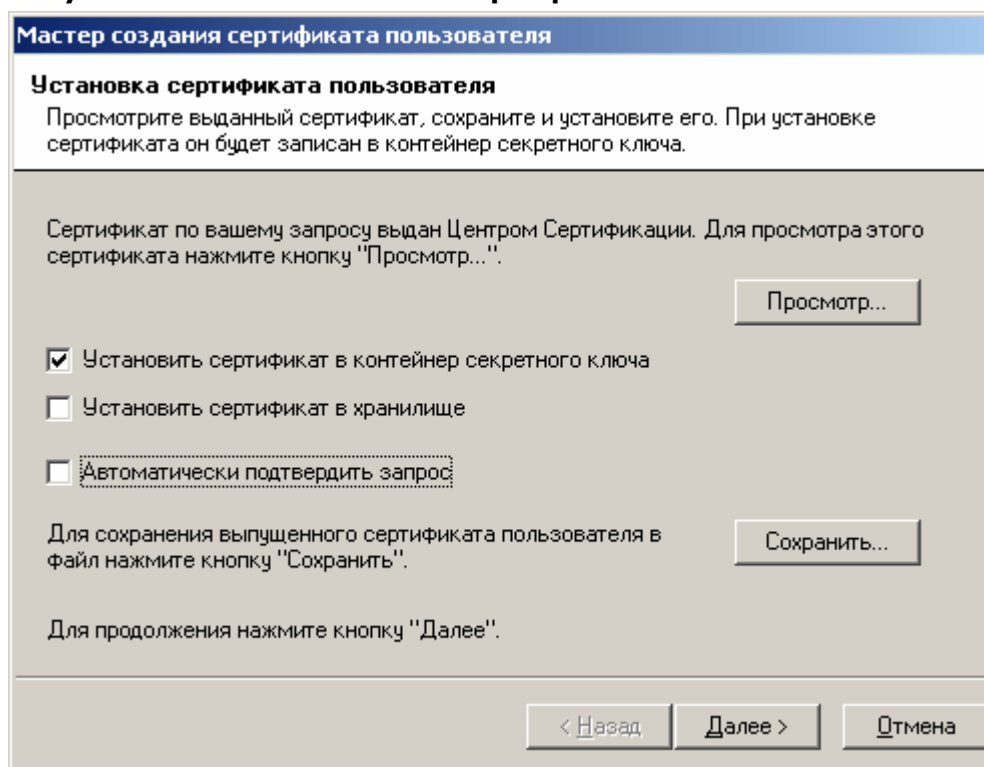 Мастер создания сертификата пользователя
Установка сертификата пользователя
Просмотрите выданный сертификат, сохраните и установите его. При установке
сертификата он будет записан в контейнер секретного ключа.
Сертификат по вашему запросу выдан Центром Сертификации. Для просмотра этого
сертификата нажмите кнопку "Просмотр...".
Просмотр...
Установить сертификат в контейнер секретного ключа
Установить сертификат в хранилище
Автоматически подтвердить запрос
Для сохранения выпущенного сертификата пользователя в
файл нажмите кнопку "Сохранить".
Сохранить...
Для продолжения нажмите кнопку "Далее".
< Назад
Далее >
Отмена